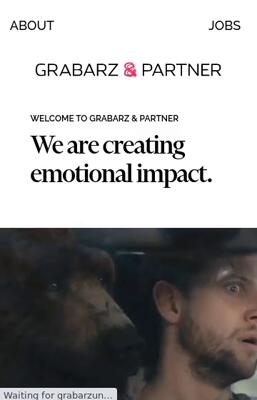 ABOUT
JOBS
GRABARZ & PARTNER
WELCOME TO GRABARZ & PARTNER
We are creating
emotional impact.
Waiting for grabarzun...